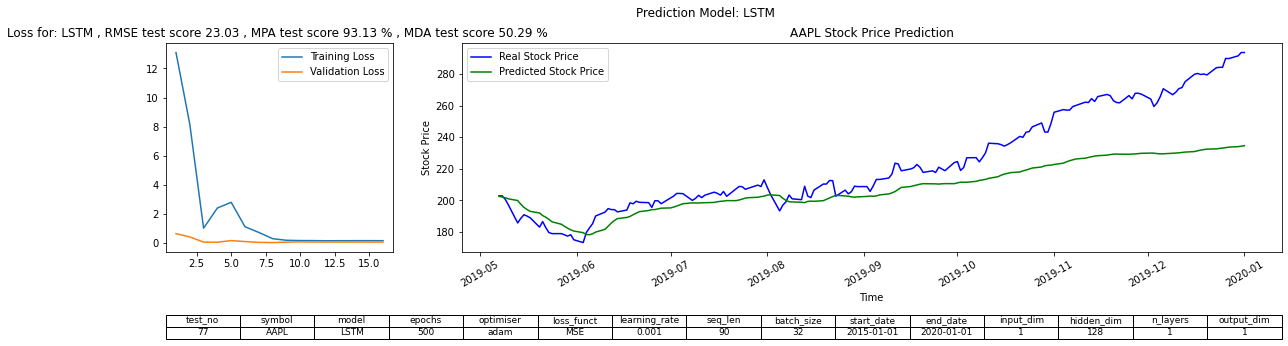 Prediction Model: LSTM
Loss for: LSTM , RMSE test score 23.03 , MPA test score 93.13 % , MDA test score 50.29 %
AAPL Stock Price Prediction
Training Loss
Validation Loss
12
10
8
6
4
2
0
2.5 5.0 7.5 10.0 12.5 15.0
Real Stock Price
Predicted Stock Price
Stock Price
280
260
240
220
200
180
2019-05 2019-06 2019-07 2019-08 2019-09 2019-10 2019-11 2019-12 2020-01
Time
test_no symbol model epochs optimiser loss_funct learning_rate seq_len batch_size start_date end_date input_dim hidden_dim n_layers output_dim
77 AAPL LSTM 500 adam MSE 0.001 90 32 2015-01-01 2020-01-01 1 128 1 1